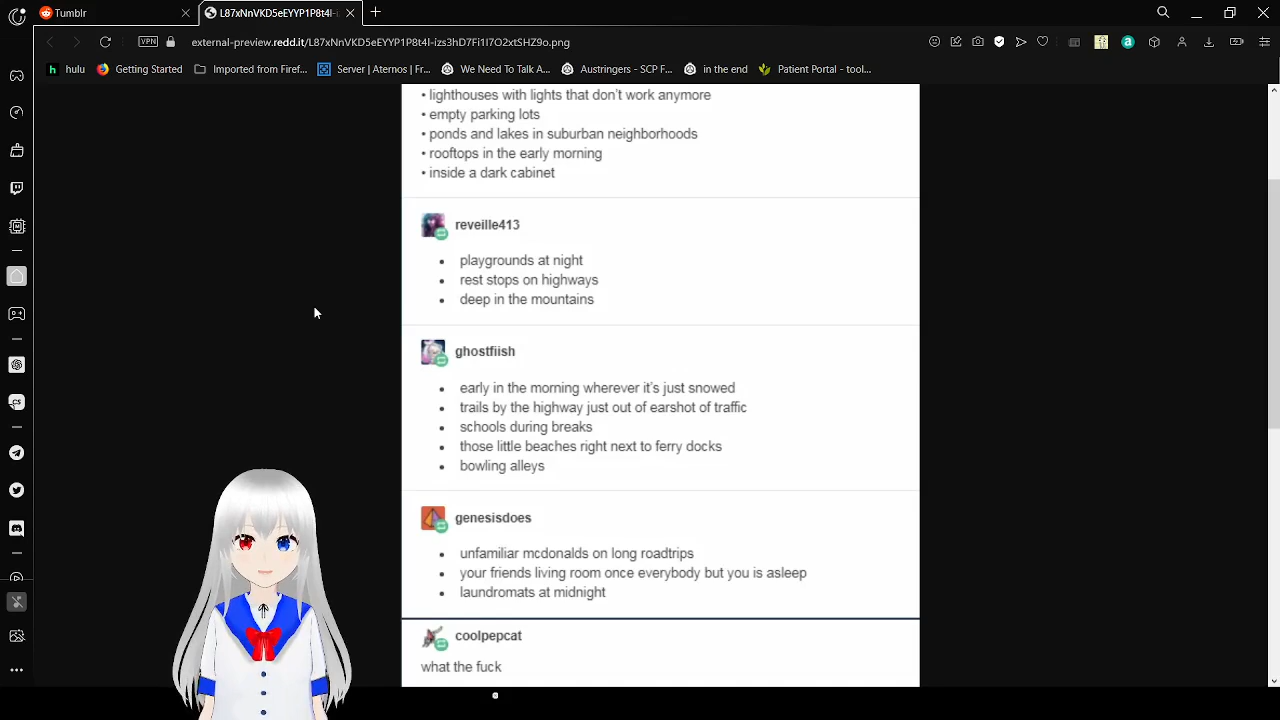 Tumblr
L87xNnVKD5eEYYP1P8t4l-i
VPN
external-preview.redd.it/L87xNnVKD5eEYYP1P8t4l-izs3hD7Fi1I7O2xtSHZ9o.png
hulu
Getting Started
Imported from Firef...
Server | Aternos | Fr...
We Need To Talk A...
Austringers - SCP F...
in the end
Patient Portal - tool...
• lighthouses with lights that don't work anymore
• empty parking lots
• ponds and lakes in suburban neighborhoods
• rooftops in the early morning
• inside a dark cabinet
reveille413
• playgrounds at night
• rest stops on highways
• deep in the mountains
ghostfiish
• early in the morning wherever it's just snowed
• trails by the highway just out of earshot of traffic
• schools during breaks
• those little beaches right next to ferry docks
• bowling alleys
genesisdoes
• unfamiliar mcdonalds on long roadtrips
• your friends living room once everybody but you is asleep
• laundromats at midnight
coolpepcat
what the fuck